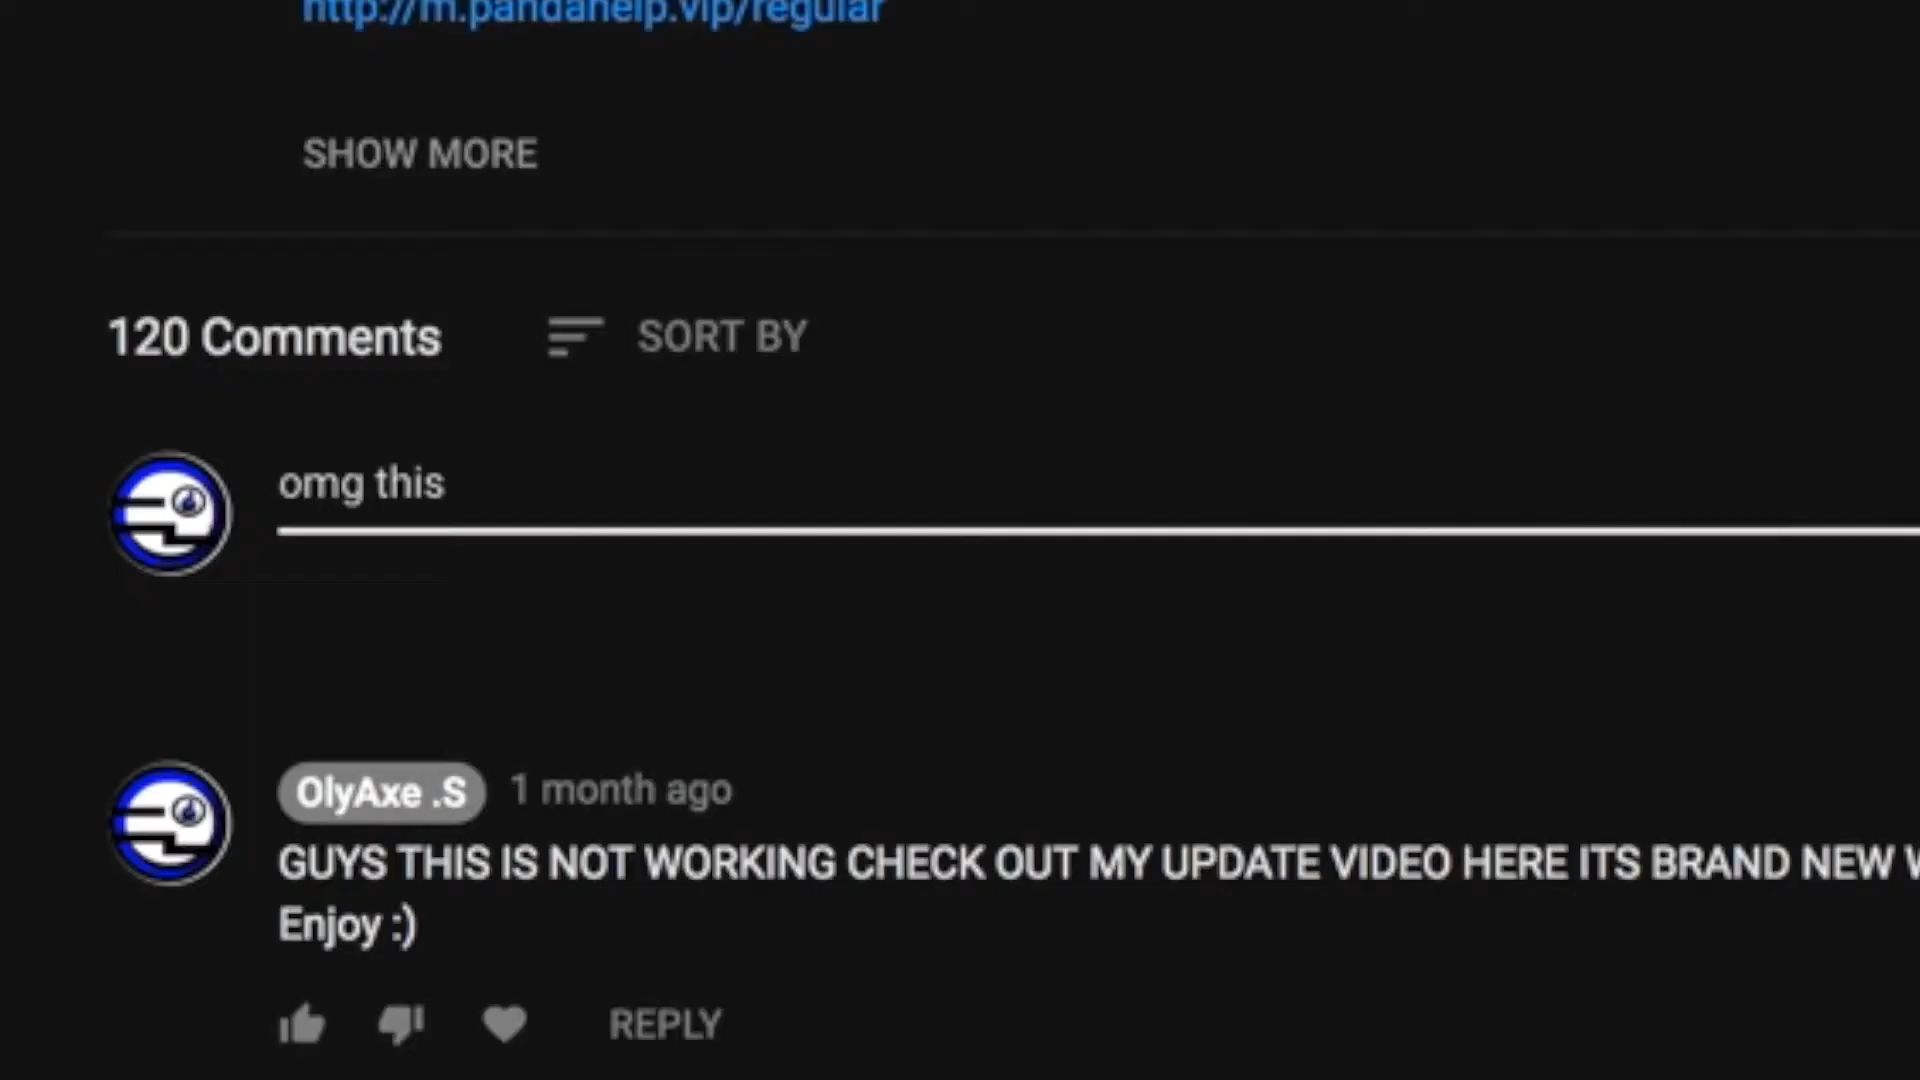 http://m.pandahelp.vip/regular
SHOW MORE
120 Comments
SORT BY
omg this
OlyAxe .S
1 month ago
GUYS THIS IS NOT WORKING CHECK OUT MY UPDATE VIDEO HERE ITS BRAND NEW
Enjoy :)
REPLY